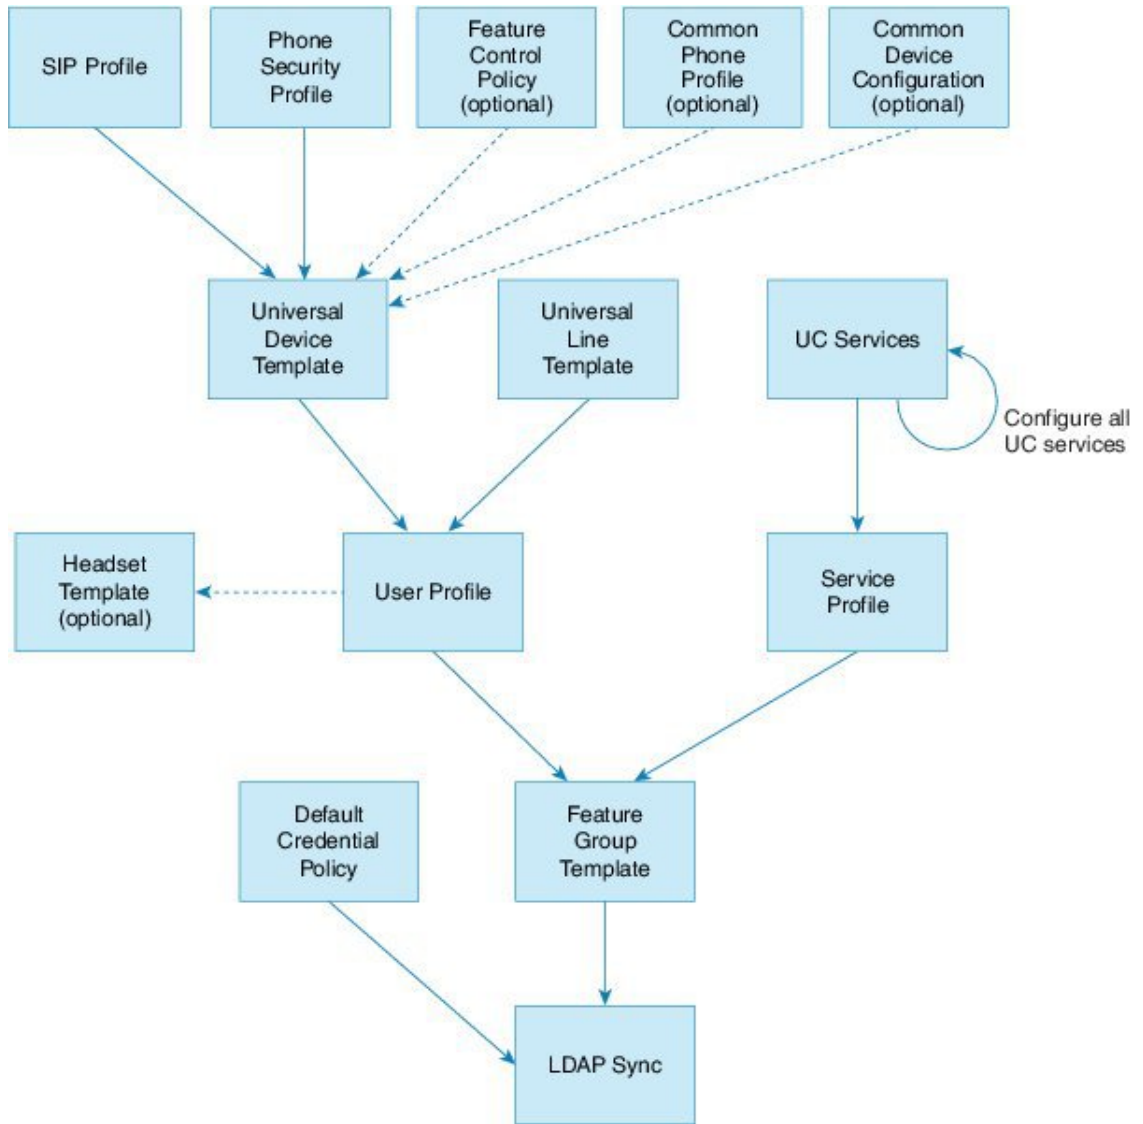 SIP Profile
Phone
Security
Profile
Feature
Control
Policy
(optional)
Common
Phone
Profile
(optional)
Common
Device
Configuration
(optional)
Universal
Device
Template
Universal
Line
Template
UC Services
Configure all
UC services
Headset
Template
(optional)
User Profile
Service
Profile
Default
Credential
Policy
Feature
Group
Template
LDAP Sync